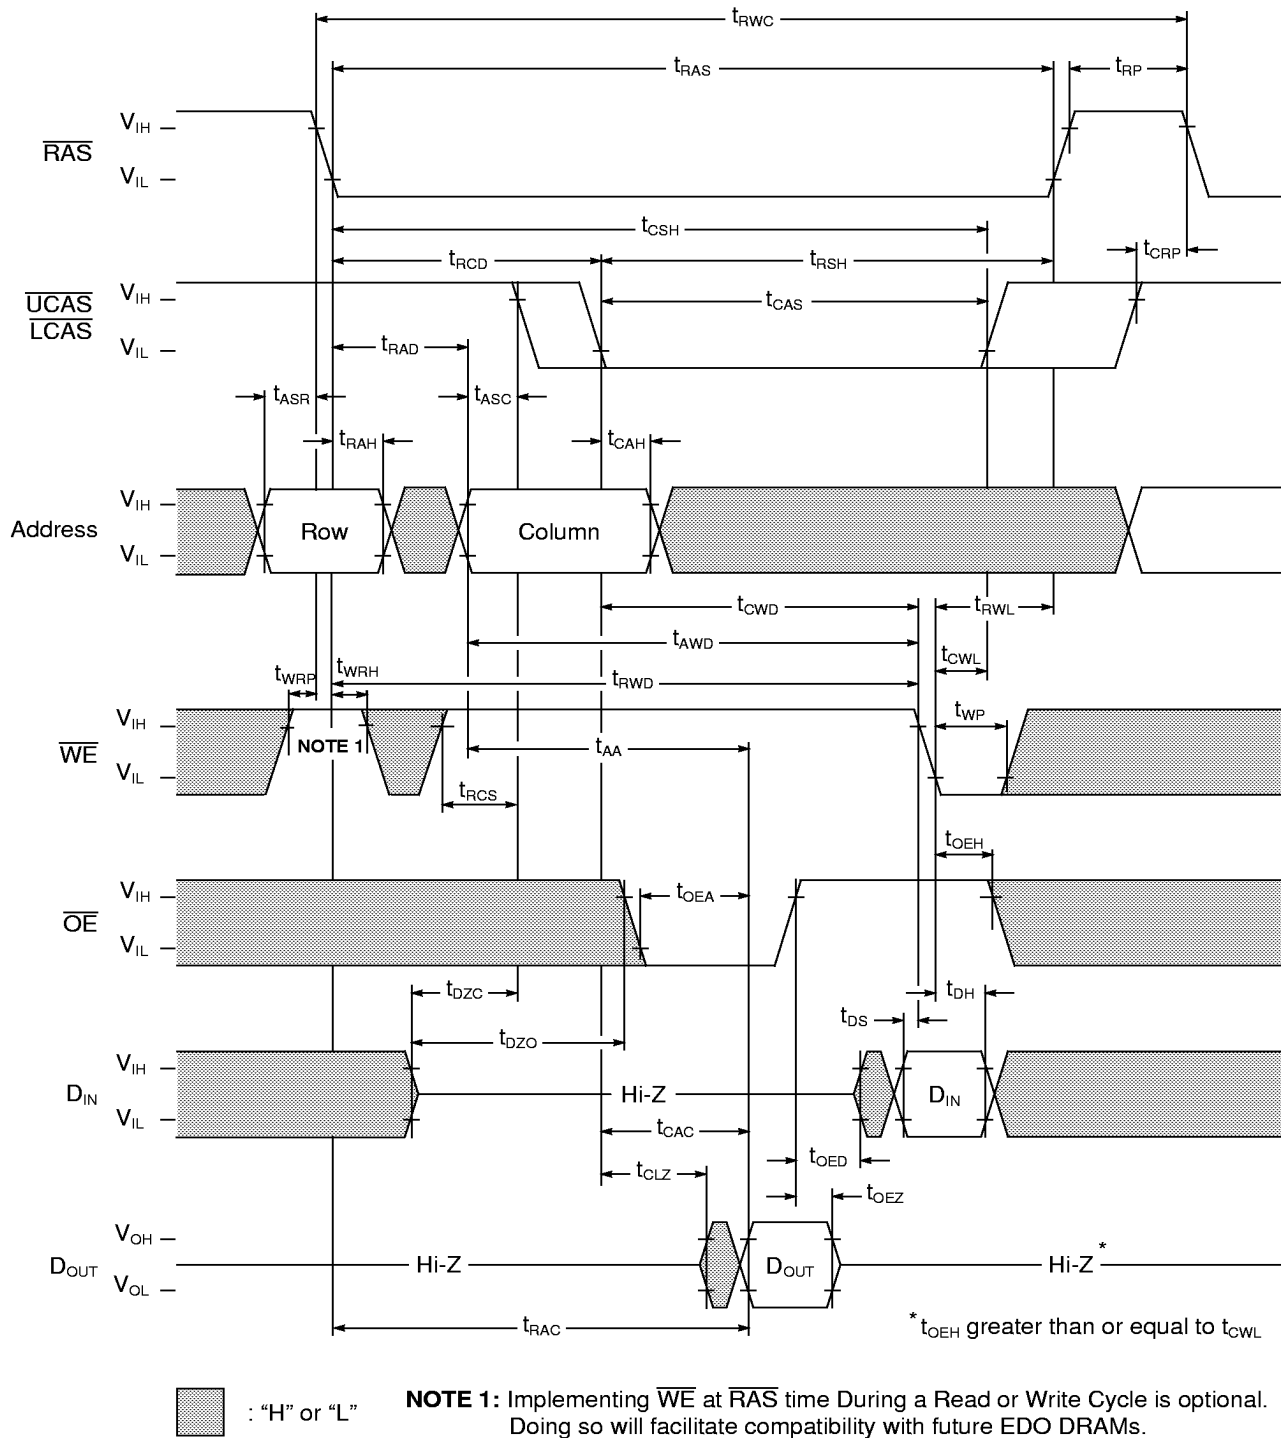 tRWC
tRAS
tRP
VIH
RAS
VIL
tCSH
tCRP
tRCD
tRSH
VIH
UCAS
LCAS
tCAS
VIL
tRAD
tASR
tASC
tRAH
tCAH
VIH
Address
Row
Column
VIL
tCWD
tRWL
tAWD
tCWL
tWRP
tWRH
tRWD
VIH
WE
NOTE 1
tWP
tAA
VIL
tRCS
tOEH
VIH
OE
tOEA
VIL
tDZC
tDH
tDS
tDZO
VIH
DIN
Hi-Z
DIN
VIL
tCAC
tOED
tCLZ
tOEZ
VOH
DOUT
Hi-Z
DOUT
Hi-Z*
VOL
tRAC
* tOEH greater than or equal to tCWL
: “H” or “L”
NOTE 1: Implementing WE at RAS time During a Read or Write Cycle is optional.
Doing so will facilitate compatibility with future EDO DRAMs.